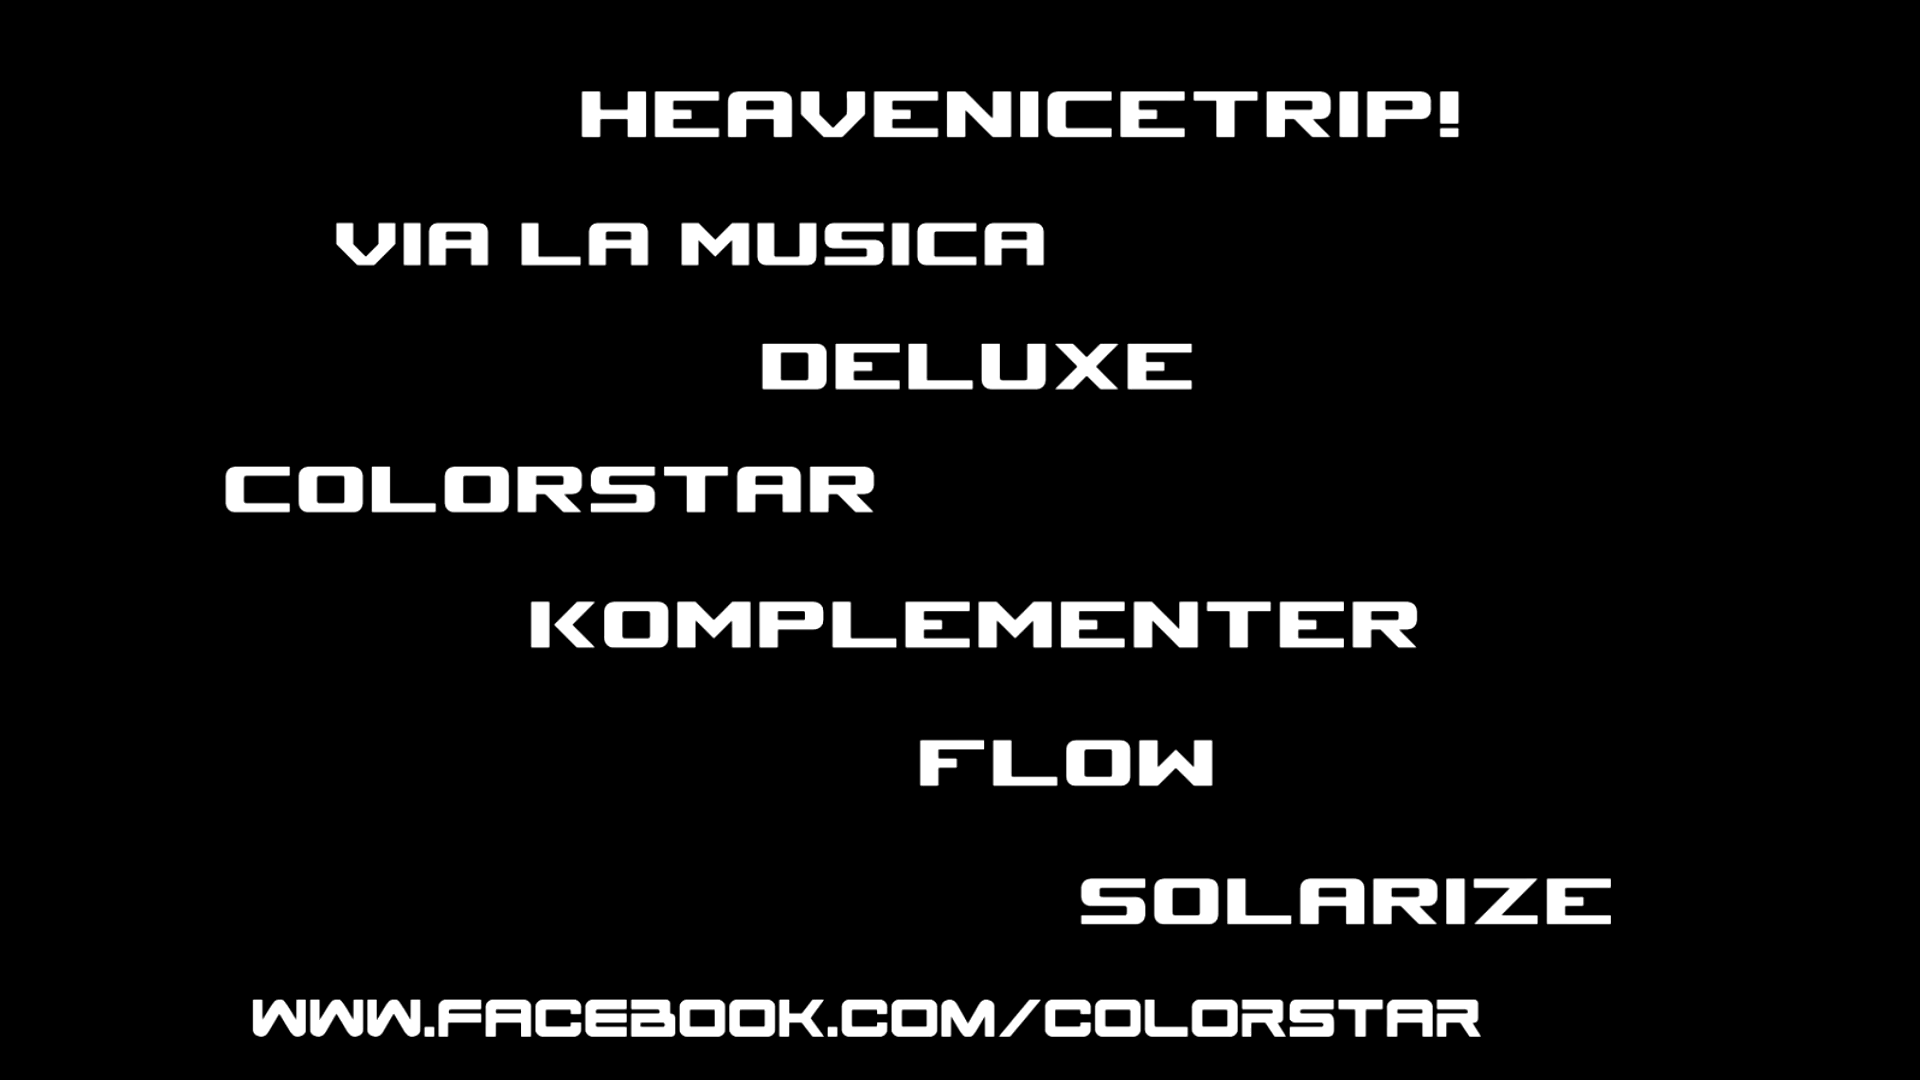 HEAVENICETRIP!
VIA LA MUSICA
DELUXE
COLORSTAR
KOMPLEMENTER
FLOW
SOLARIZE
WWW.FACEBOOK.COM/COLORSTAR